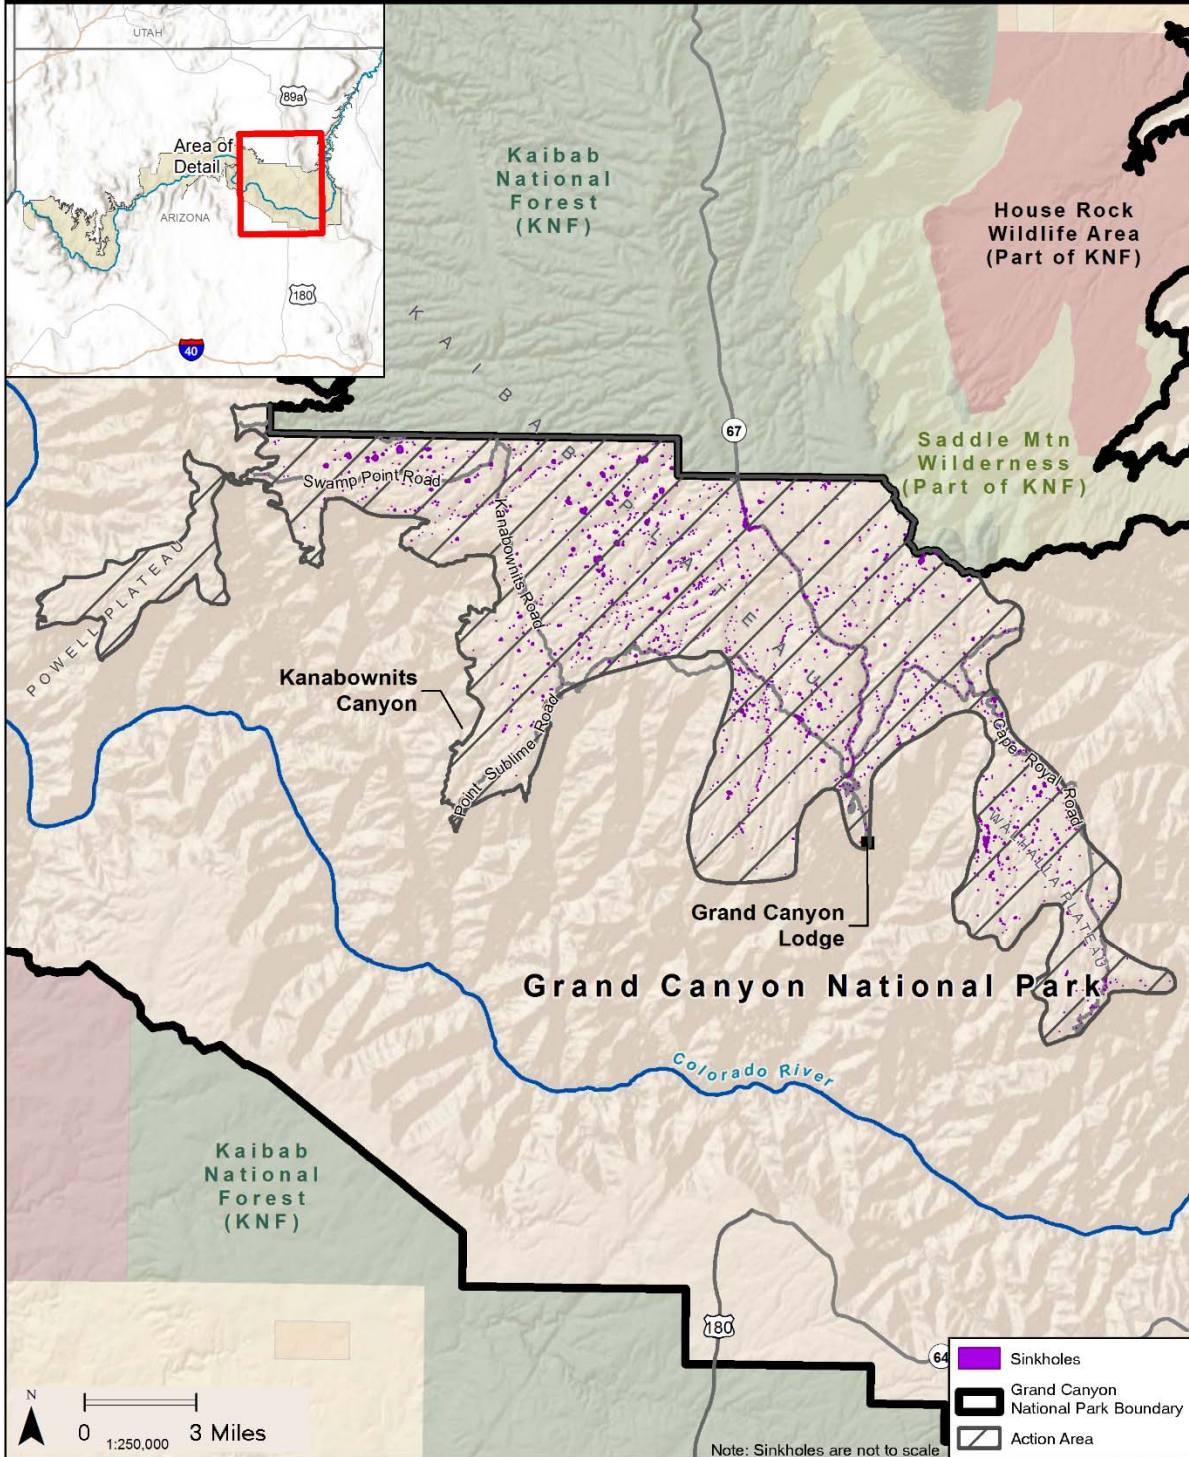 UTAH
89a
Area of
Detail
ARIZONA
180
40
Kaibab
National
Forest
(KNF)
House Rock
Wildlife Area
(Part of KNF)
67
Saddle Mtn
Wilderness
(Part of KNF)
KAIBAB PLATEAU
Swamp Point Road
Kanabownits Road
POWELL PLATEAU
Kanabownits
Canyon
Point Sublime Road
Cape Royal Road
WALHALLA PLATEAU
Grand Canyon
Lodge
Grand Canyon National Park
Colorado River
Kaibab
National
Forest
(KNF)
180
64
Sinkholes
Grand Canyon
National Park Boundary
Action Area
N
0 3 Miles
1:250,000
Note: Sinkholes are not to scale